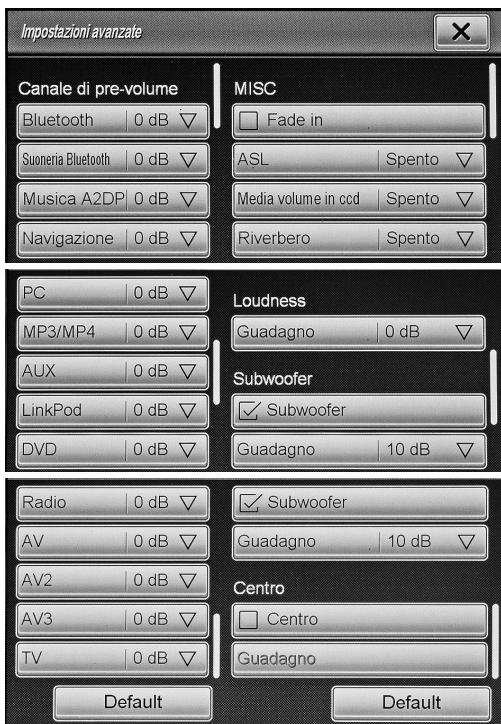 Impostazioni avanzate
Canale di pre-volume
Bluetooth 0 dB
Suoneria Bluetooth 0 dB
Musica A2DP 0 dB
Navigazione 0 dB
MISC
Fade in
ASL Spento
Media volume in ccd Spento
Riverbero Spento
PC 0 dB
MP3/MP4 0 dB
AUX 0 dB
LinkPod 0 dB
DVD 0 dB
Loudness
Guadagno 0 dB
Subwoofer
Subwoofer
Guadagno 10 dB
Radio 0 dB
AV 0 dB
AV2 0 dB
AV3 0 dB
TV 0 dB
Default
Subwoofer
Guadagno 10 dB
Centro
Centro
Guadagno
Default